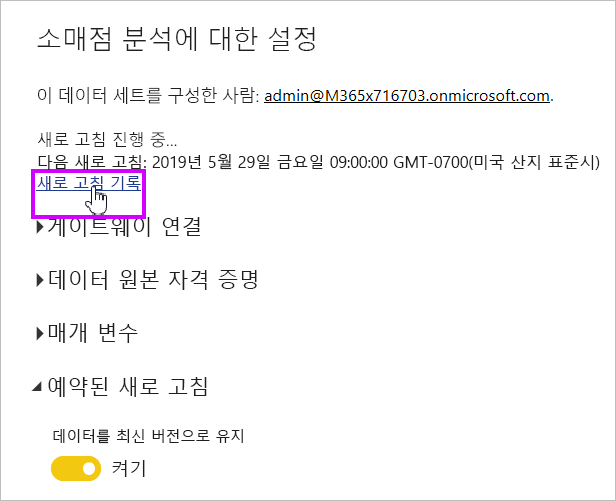 소매점 분석에 대한 설정
이 데이터 세트를 구성한 사람: admin@M365x716703.onmicrosoft.com.
새로 고침 진행 중...
다음 새로 고침: 2019년 5월 29일 금요일 09:00:00 GMT-0700(미국 산지 표준시)
새로 고침 기록
게이트웨이 연결
데이터 원본 자격 증명
매개 변수
예약된 새로 고침
데이터를 최신 버전으로 유지
켜기